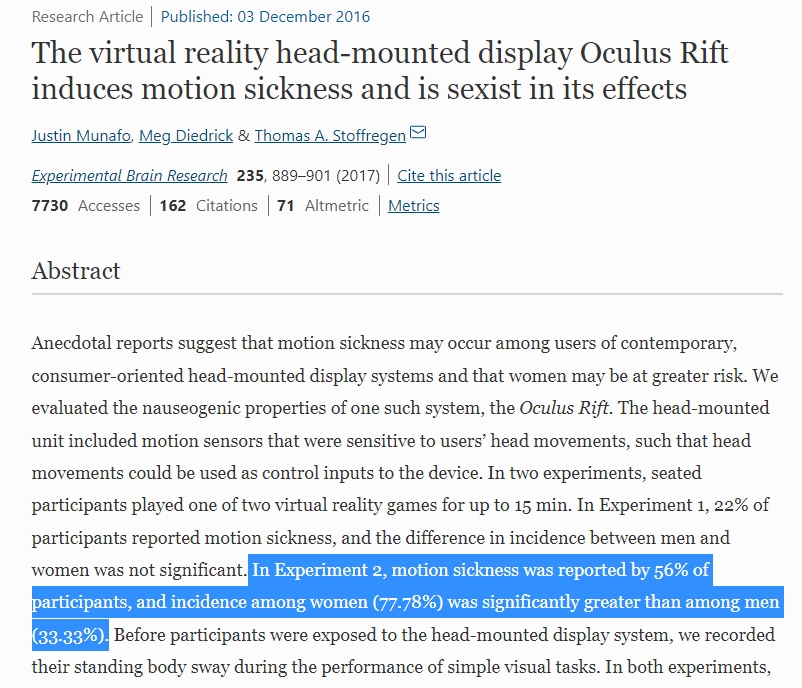 Research Article | Published: 03 December 2016
The virtual reality head-mounted display Oculus Rift
induces motion sickness and is sexist in its effects
Justin Munafo, Meg Diedrick & Thomas A. Stoffregen
Experimental Brain Research 235, 889–901 (2017) | Cite this article
7730 Accesses | 162 Citations | 71 Altmetric | Metrics
Abstract
Anecdotal reports suggest that motion sickness may occur among users of contemporary,
consumer-oriented head-mounted display systems and that women may be at greater risk. We
evaluated the nauseogenic properties of one such system, the Oculus Rift. The head-mounted
unit included motion sensors that were sensitive to users’ head movements, such that head
movements could be used as control inputs to the device. In two experiments, seated
participants played one of two virtual reality games for up to 15 min. In Experiment 1, 22% of
participants reported motion sickness, and the difference in incidence between men and
women was not significant. In Experiment 2, motion sickness was reported by 56% of
participants, and incidence among women (77.78%) was significantly greater than among men
(33.33%). Before participants were exposed to the head-mounted display system, we recorded
their standing body sway during the performance of simple visual tasks. In both experiments,